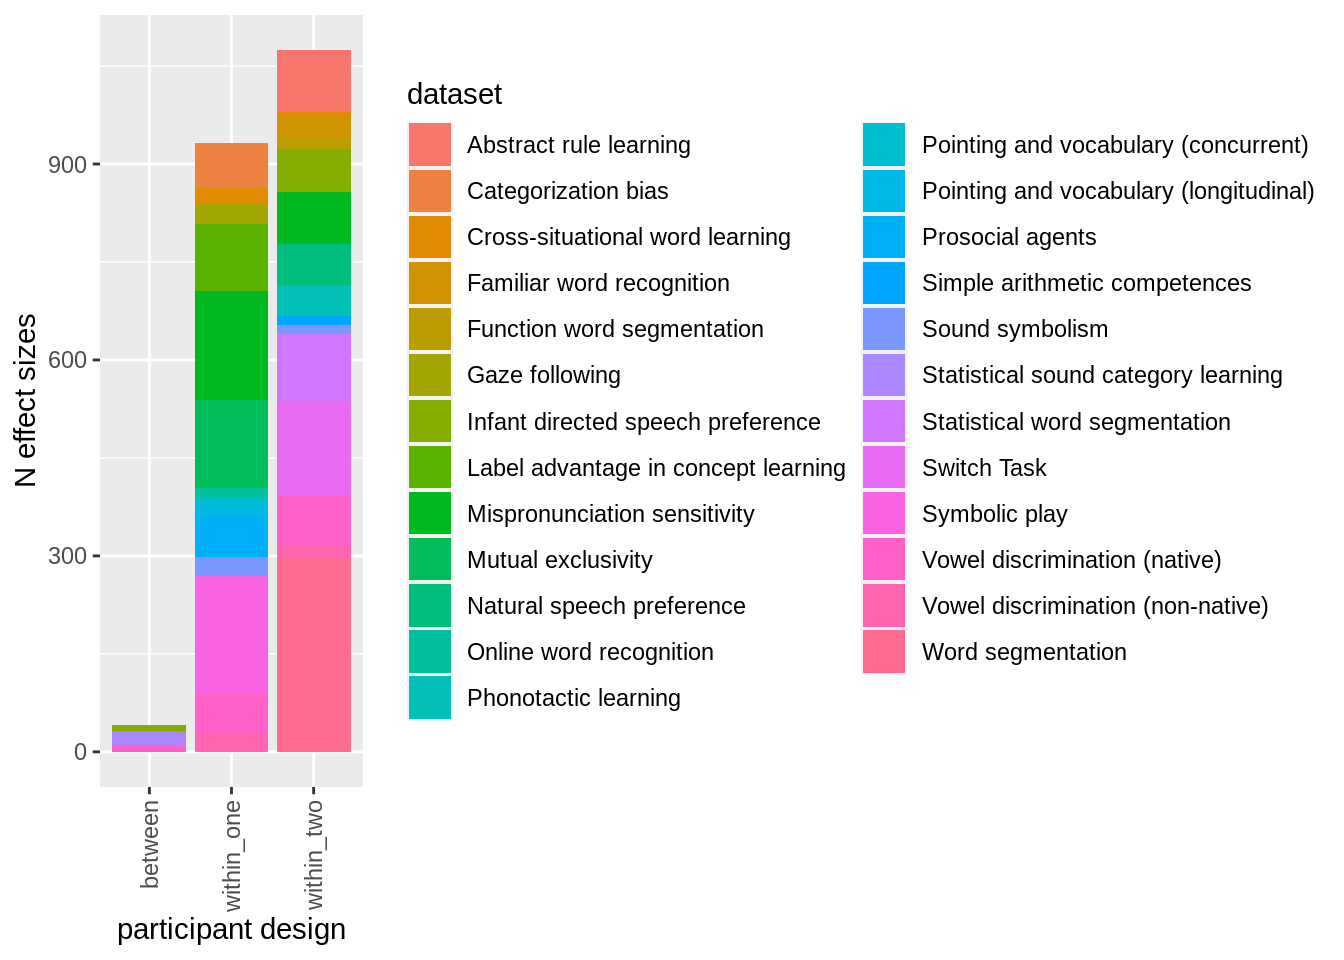 N effect sizes
900
600
300
0
between
within_one
within_two
participant design
dataset
Abstract rule learning
Categorization bias
Cross-situational word learning
Familiar word recognition
Function word segmentation
Gaze following
Infant directed speech preference
Label advantage in concept learning
Mispronunciation sensitivity
Mutual exclusivity
Natural speech preference
Online word recognition
Phonotactic learning
Pointing and vocabulary (concurrent)
Pointing and vocabulary (longitudinal)
Prosocial agents
Simple arithmetic competences
Sound symbolism
Statistical sound category learning
Statistical word segmentation
Switch Task
Symbolic play
Vowel discrimination (native)
Vowel discrimination (non-native)
Word segmentation